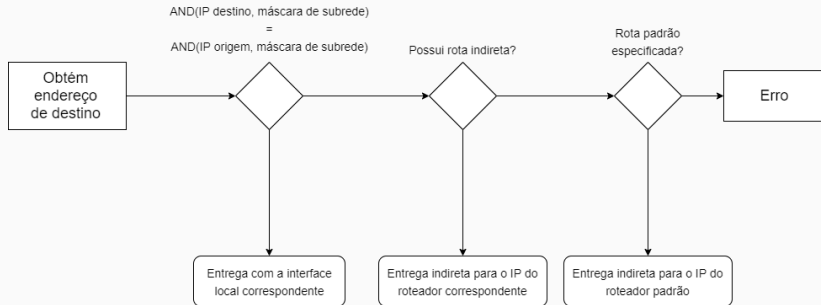 AND(IP destino, máscara de subrede)
=
AND(IP origem, máscara de subrede)
Possui rota indireta?
Rota padrão
especificada?
Obtém
endereço
de destino
Erro
Entrega com a interface
local correspondente
Entrega indireta para o IP do
roteador correspondente
Entrega indireta para o IP do
roteador padrão